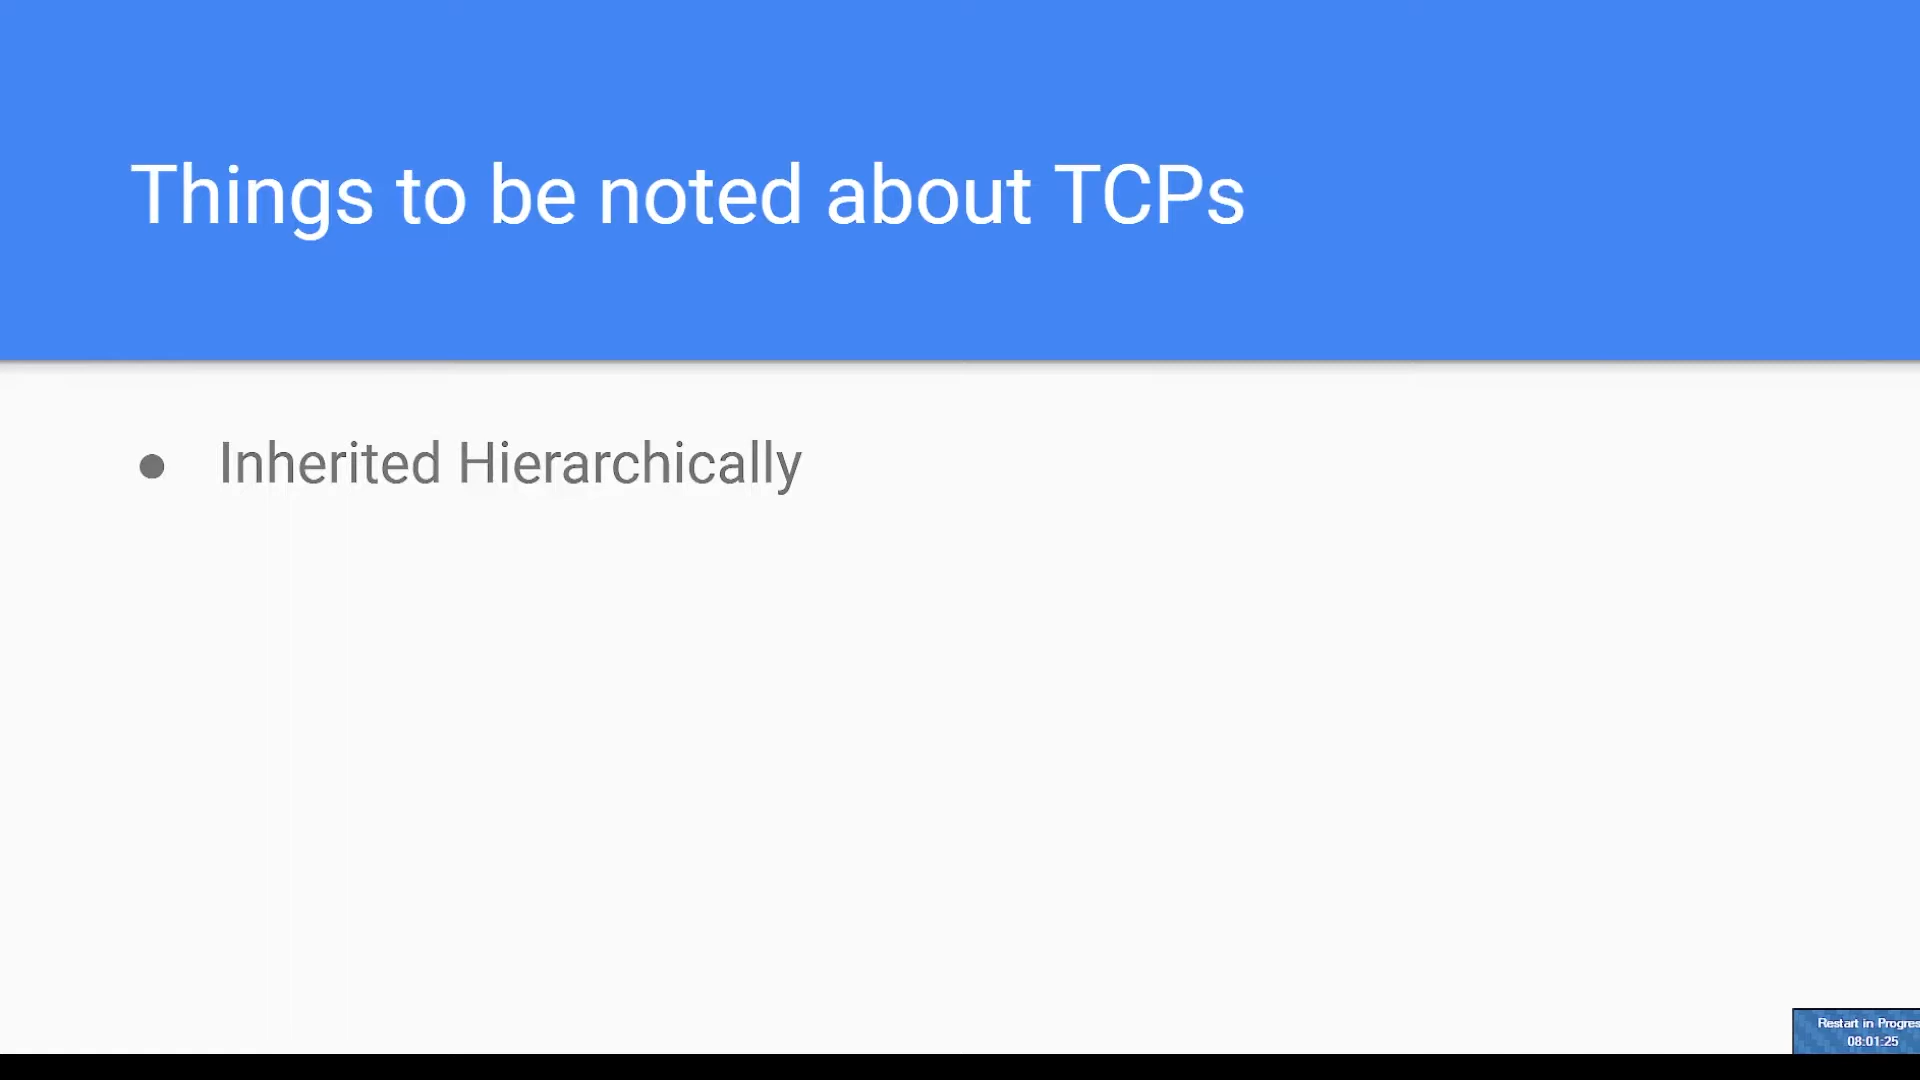 Things to be noted about TCPs
● Inherited Hierarchically
Restart in Progres
08:01:25